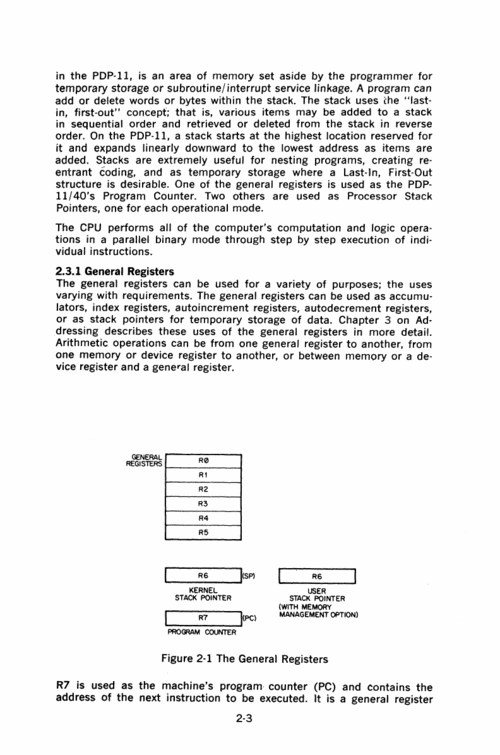 in the PDP-11, is an area of memory set aside by the programmer for
temporary storage or subroutine/interrupt service linkage. A program can
add or delete words or bytes within the stack. The stack uses the "last-
in, first-out" concept; that is, various items may be added to a stack
in sequential order and retrieved or deleted from the stack in reverse
order. On the PDP-11, a stack starts at the highest location reserved for
it and expands linearly downward to the lowest address as items are
added. Stacks are extremely useful for nesting programs, creating re-
entrant coding, and as temporary storage where a Last-In, First-Out
structure is desirable. One of the general registers is used as the PDP-
11/40's Program Counter. Two others are used as Processor Stack
Pointers, one for each operational mode.
The CPU performs all of the computer's computation and logic opera-
tions in a parallel binary mode through step by step execution of indi-
vidual instructions.
2.3.1 General Registers
The general registers can be used for a variety of purposes; the uses
varying with requirements. The general registers can be used as accumu-
lators, index registers, autoincrement registers, autodecrement registers,
or as stack pointers for temporary storage of data. Chapter 3 on Ad-
dressing describes these uses of the general registers in more detail.
Arithmetic operations can be from one general register to another, from
one memory or device register to another, or between memory or a de-
vice register and a general register.
GENERAL
REGISTERS
R0
R1
R2
R3
R4
R5
R6 (SP)
KERNEL
STACK POINTER
R6
USER
STACK POINTER
(WITH MEMORY
MANAGEMENT OPTION)
R7 (PC)
PROGRAM COUNTER
Figure 2-1 The General Registers
R7 is used as the machine's program counter (PC) and contains the
address of the next instruction to be executed. It is a general register
2-3